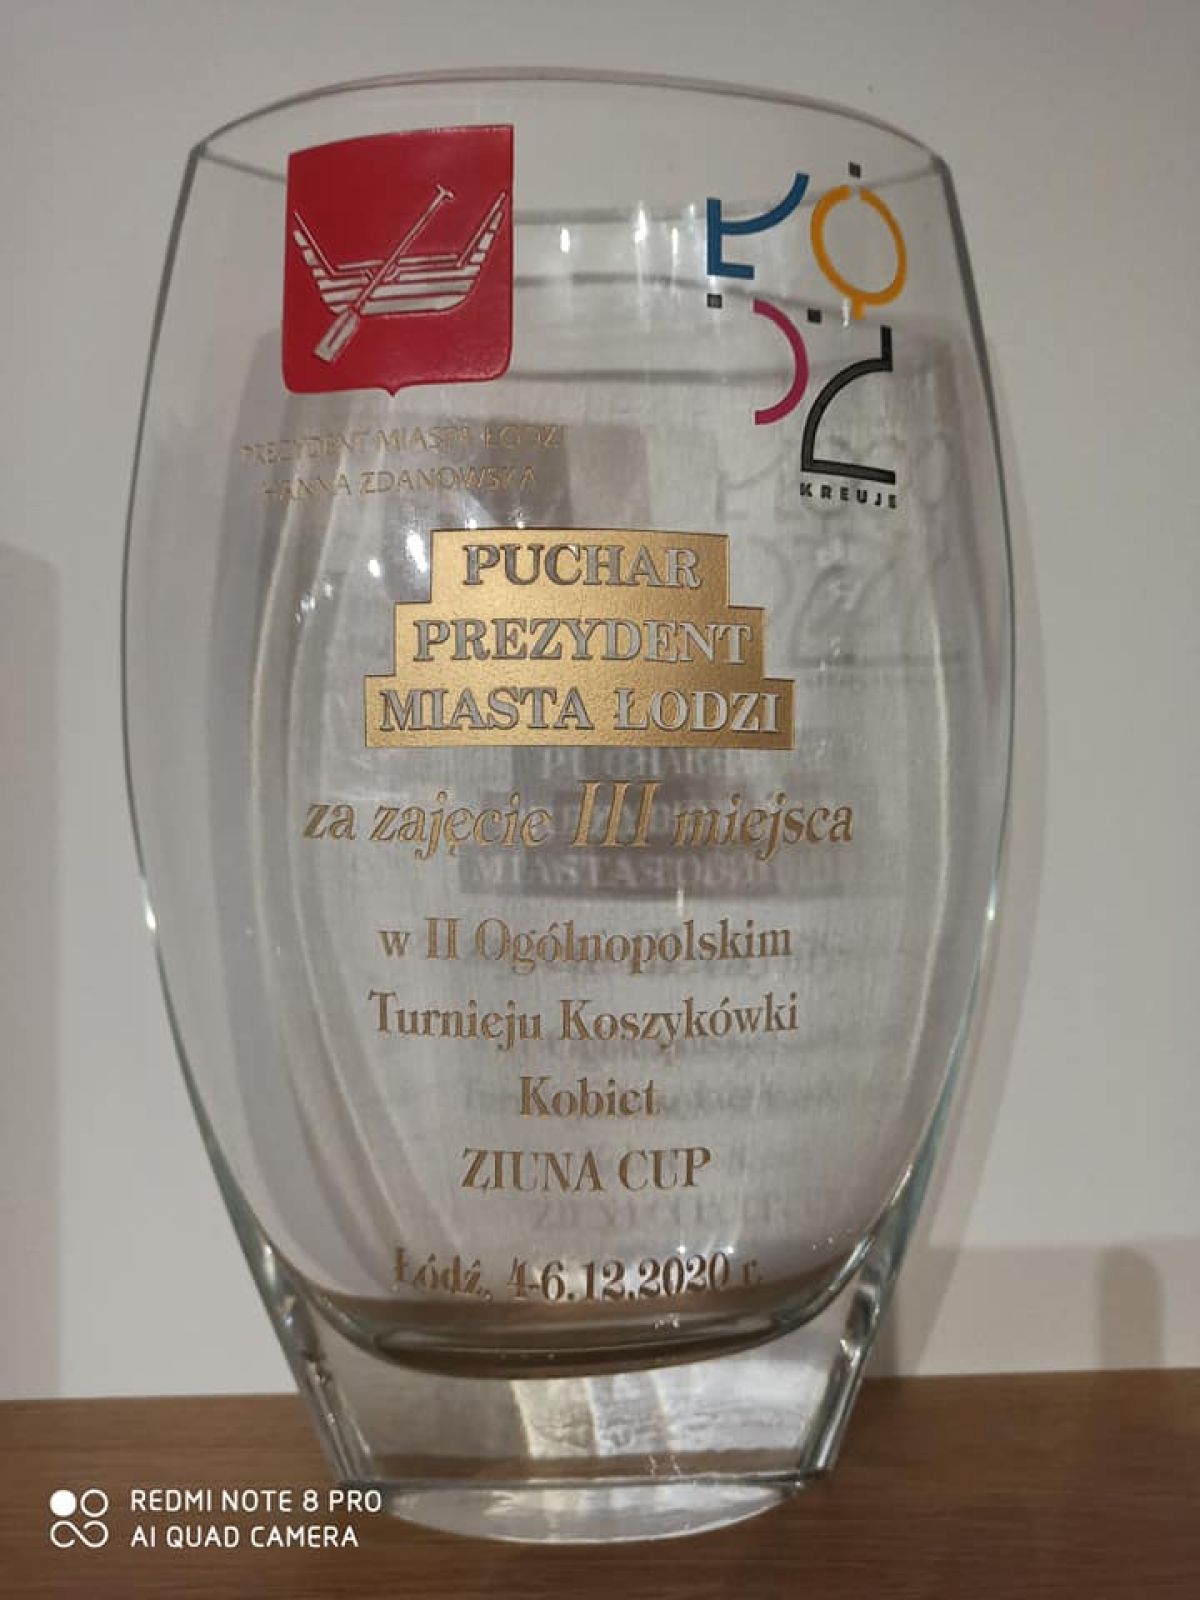 ŁÓDŹ
KREUJE
PREZYDENT MIASTA ŁODZI
HANNA ZDANOWSKA
PUCHAR
PREZYDENT
MIASTA ŁODZI
za zajęcie III miejsca
w II Ogólnopolskim
Turnieju Koszykówki
Kobiet
ZIUNA CUP
Łódź, 4-6.12.2020 r.
REDMI NOTE 8 PRO
AI QUAD CAMERA